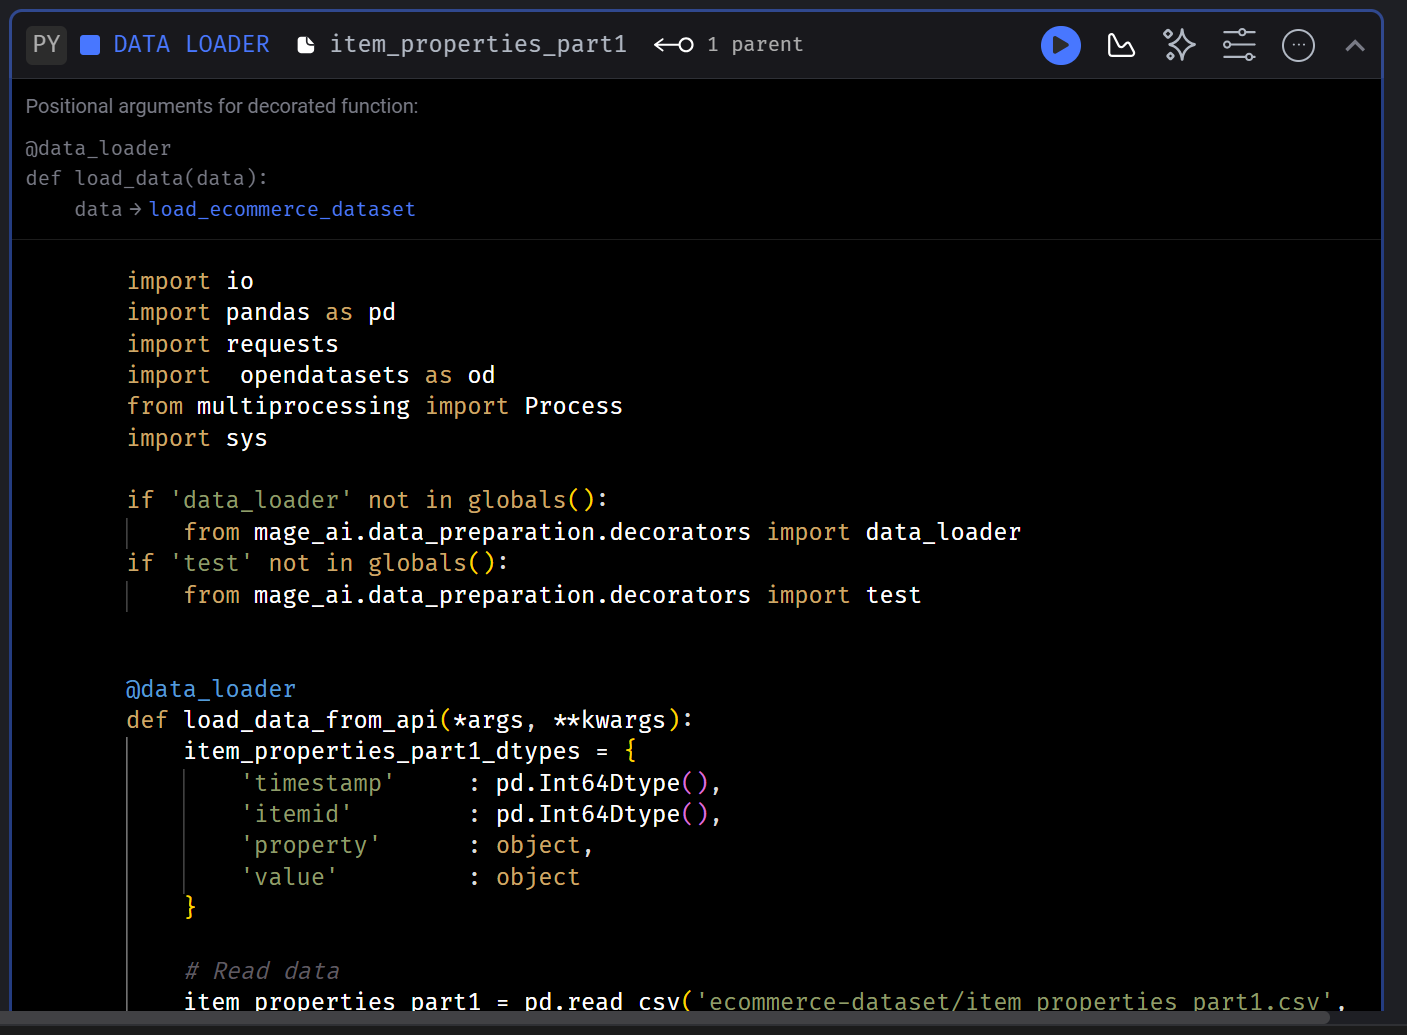 PY DATA LOADER item_properties_part1 1 parent
Positional arguments for decorated function:
@data_loader
def load_data(data):
    data → load_ecommerce_dataset
import io
import pandas as pd
import requests
import  opendatasets as od
from multiprocessing import Process
import sys
if 'data_loader' not in globals():
    from mage_ai.data_preparation.decorators import data_loader
if 'test' not in globals():
    from mage_ai.data_preparation.decorators import test
@data_loader
def load_data_from_api(*args, **kwargs):
    item_properties_part1_dtypes = {
        'timestamp'     : pd.Int64Dtype(),
        'itemid'        : pd.Int64Dtype(),
        'property'      : object,
        'value'         : object
    }
    # Read data
    item_properties_part1 = pd.read_csv('ecommerce-dataset/item_properties_part1.csv',